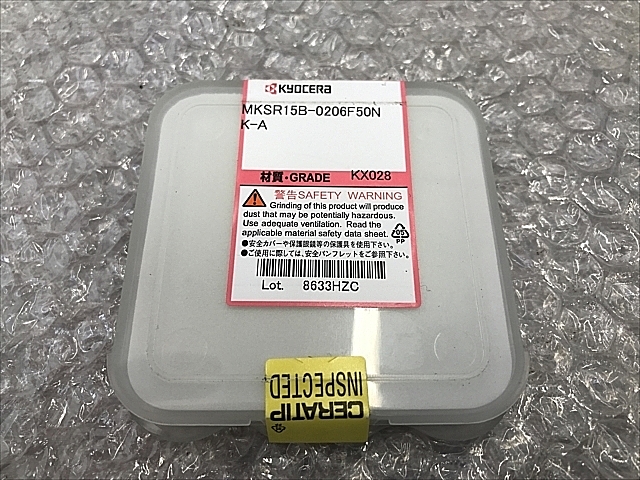 KYOCERA
MKSR15B-0206F50N
K-A
材質・GRADE KX028
警告SAFETY WARNING
Grinding of this product will produce
dust that may be potentially hazardous.
Use adequate ventilation. Read the
applicable material safety data sheet.
PP
●安全カバーや保護眼鏡等の保護具を使用下さい。
●ご使用に際しては、安全パンフレットをご参照下さい。
Lot. 8633HZC
CERATIP
INSPECTED